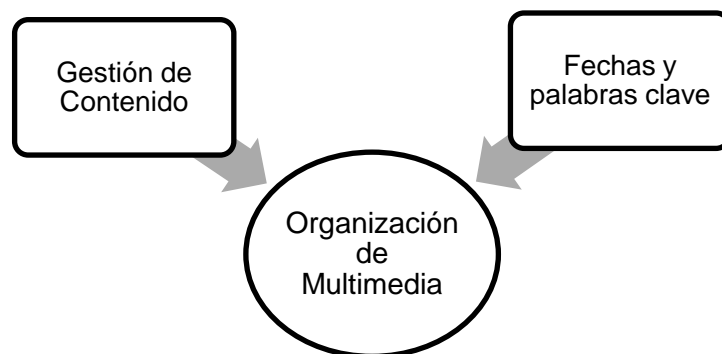 Gestión de
Contenido
Fechas y
palabras clave
Organización
de
Multimedia